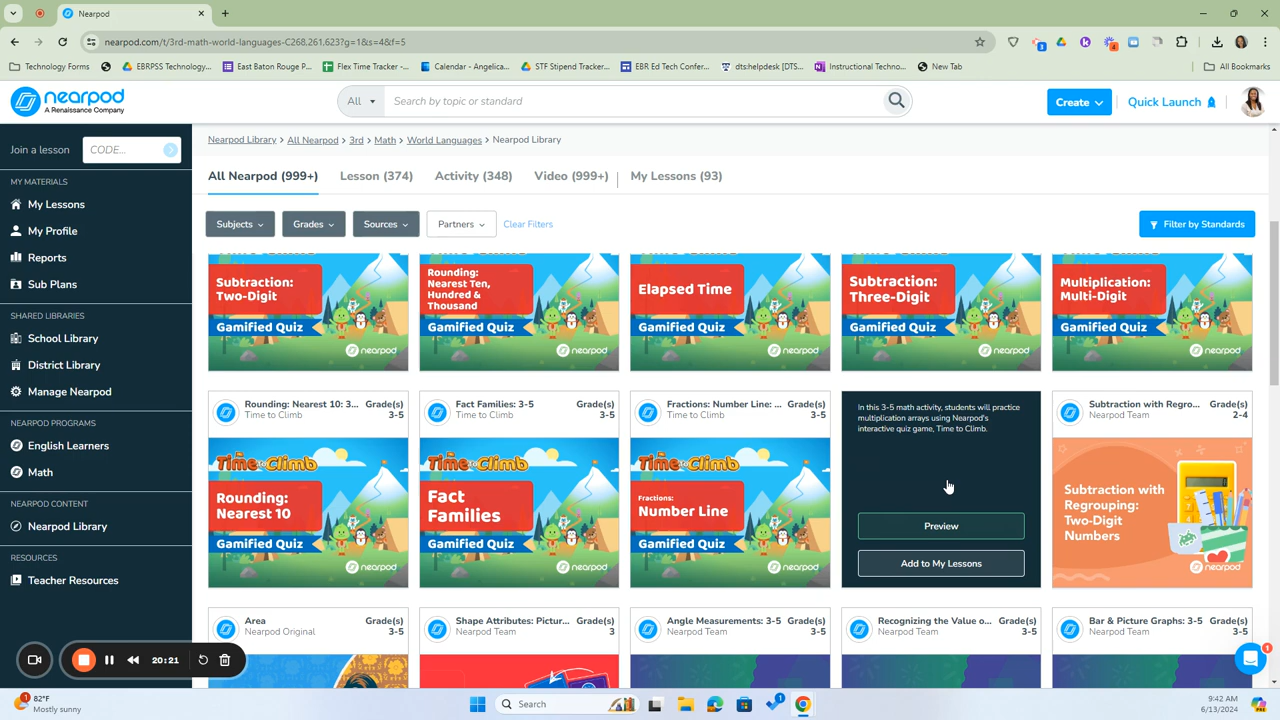 Nearpod
nearpod.com/t/3rd-math-world-languages-C268,261,623?g=1&s=4&f=5
Technology Forms
EBRPSS Technology...
East Baton Rouge P...
Flex Time Tracker -...
Calendar - Angelica...
STF Stipend Tracker...
EBR Ed Tech Confer...
dts:helpdesk [DTS...
Instructional Techno...
New Tab
All Bookmarks
nearpod
A Renaissance Company
All
Search by topic or standard
Create
Quick Launch
Join a lesson
CODE...
MY MATERIALS
My Lessons
My Profile
Reports
Sub Plans
SHARED LIBRARIES
School Library
District Library
Manage Nearpod
NEARPOD PROGRAMS
English Learners
Math
NEARPOD CONTENT
Nearpod Library
RESOURCES
Teacher Resources
Nearpod Library > All Nearpod > 3rd > Math > World Languages > Nearpod Library
All Nearpod (999+)
Lesson (374)
Activity (348)
Video (999+)
My Lessons (93)
Subjects
Grades
Sources
Partners
Clear Filters
Filter by Standards
Subtraction:
Two-Digit
Gamified Quiz
nearpod
Rounding:
Nearest Ten,
Hundred &
Thousand
Gamified Quiz
nearpod
Elapsed Time
Gamified Quiz
nearpod
Subtraction:
Three-Digit
Gamified Quiz
nearpod
Multiplication:
Multi-Digit
Gamified Quiz
nearpod
Rounding: Nearest 10: 3...
Time to Climb
Grade(s)
3-5
Time to Climb
Rounding:
Nearest 10
Gamified Quiz
nearpod
Fact Families: 3-5
Time to Climb
Grade(s)
3-5
Time to Climb
Fact
Families
Gamified Quiz
nearpod
Fractions: Number Line: ...
Time to Climb
Grade(s)
3-5
Time to Climb
Fractions:
Number Line
Gamified Quiz
nearpod
In this 3-5 math activity, students will practice
multiplication arrays using Nearpod's
interactive quiz game, Time to Climb.
Preview
Add to My Lessons
Subtraction with Regro...
Nearpod Team
Grade(s)
2-4
Subtraction with
Regrouping:
Two-Digit
Numbers
nearpod
Area
Nearpod Original
Grade(s)
3-5
Shape Attributes: Pictur...
Nearpod Team
Grade(s)
3
Angle Measurements: 3-5
Nearpod Team
Grade(s)
3-5
Recognizing the Value o...
Nearpod Team
Grade(s)
3-5
Bar & Picture Graphs: 3-5
Nearpod Team
Grade(s)
3-5
20:21
1
82°F
Mostly sunny
Search
9:42 AM
6/13/2024